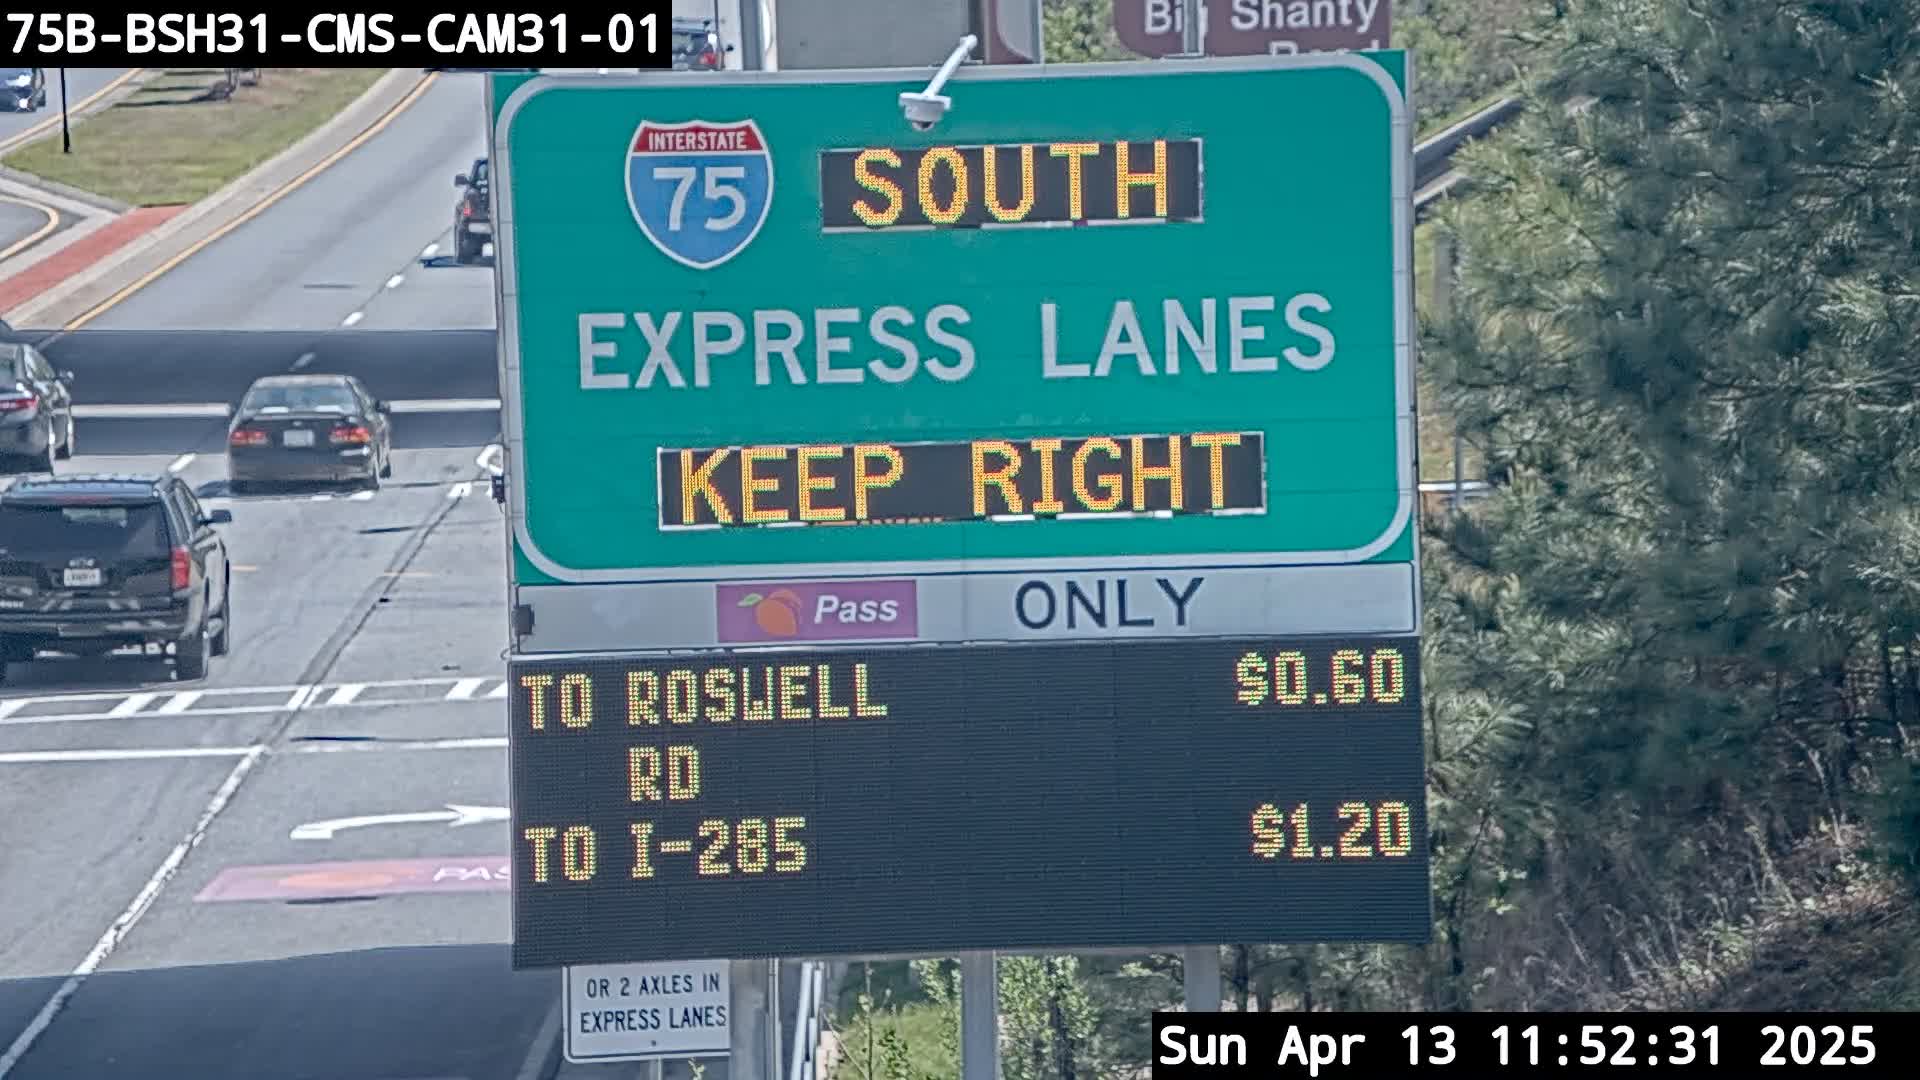 75B-BSH31-CMS-CAM31-01
Big Shanty
Road
INTERSTATE
75
SOUTH
EXPRESS LANES
KEEP RIGHT
Pass
ONLY
TO ROSWELL $0.60
RD
TO I-285 $1.20
PAS
OR 2 AXLES IN
EXPRESS LANES
Sun Apr 13 11:52:31 2025